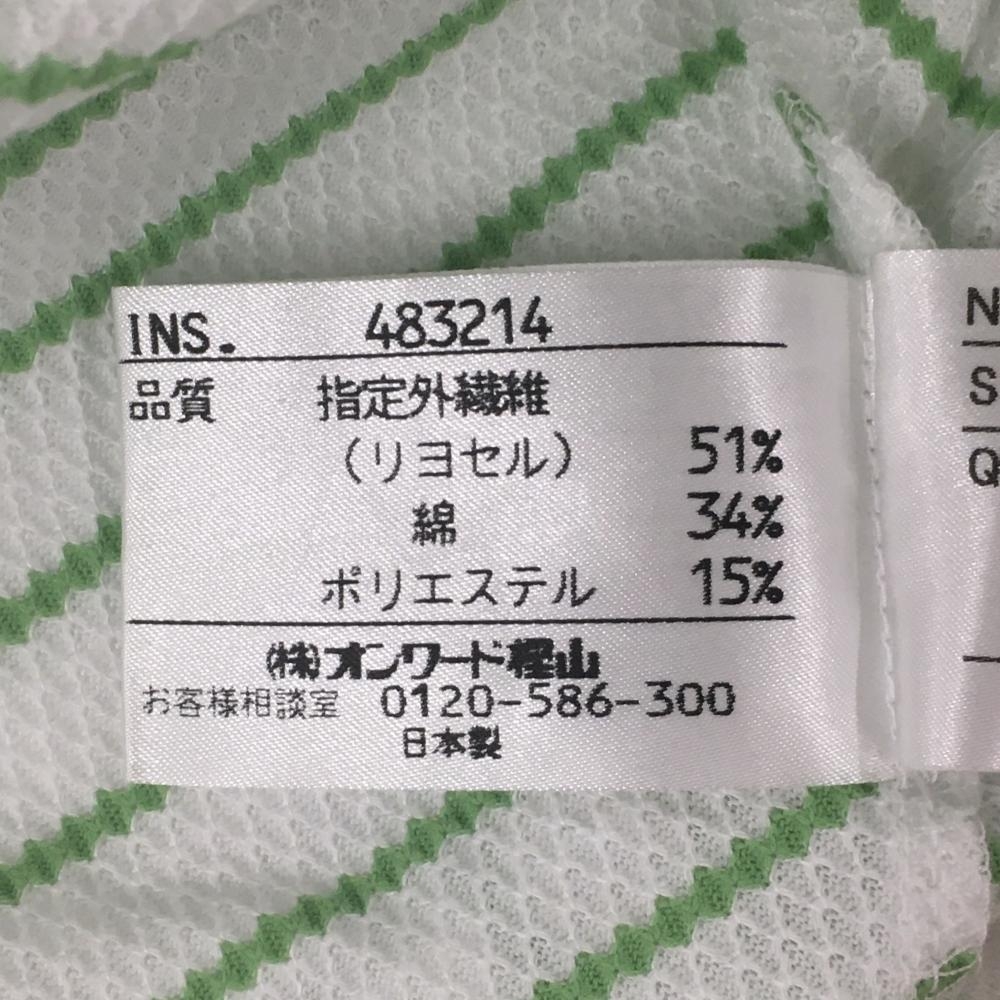 INS. 483214
品質 指定外繊維
（リヨセル） 51%
綿 34%
ポリエステル 15%
㈱オンワード樫山
お客様相談室 0120-586-300
日本製
N
S
Q